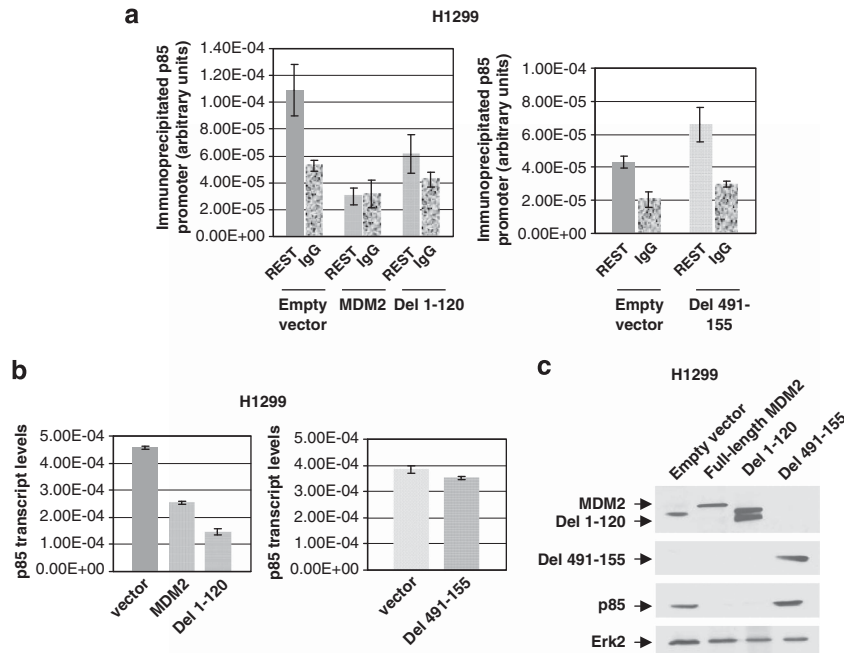 a
H1299
Immunoprecipitated p85
promoter (arbitrary units)
1.40E-04
1.20E-04
1.00E-04
8.00E-05
6.00E-05
4.00E-05
2.00E-05
0.00E+00
REST
IgG
REST
IgG
REST
IgG
Empty
vector
MDM2
Del 1-120
Immunoprecipitated p85
promoter (arbitrary units)
1.00E-04
8.00E-05
6.00E-05
4.00E-05
2.00E-05
0.00E+00
REST
IgG
REST
IgG
Empty
vector
Del 491-
155
b
H1299
p85 transcript levels
5.00E-04
4.00E-04
3.00E-04
2.00E-04
1.00E-04
0.00E+00
vector
MDM2
Del 1-120
p85 transcript levels
5.00E-04
4.00E-04
3.00E-04
2.00E-04
1.00E-04
0.00E+00
vector
Del 491-155
c
H1299
Empty vector
Full-length MDM2
Del 1-120
Del 491-155
MDM2
Del 1-120
Del 491-155
p85
Erk2